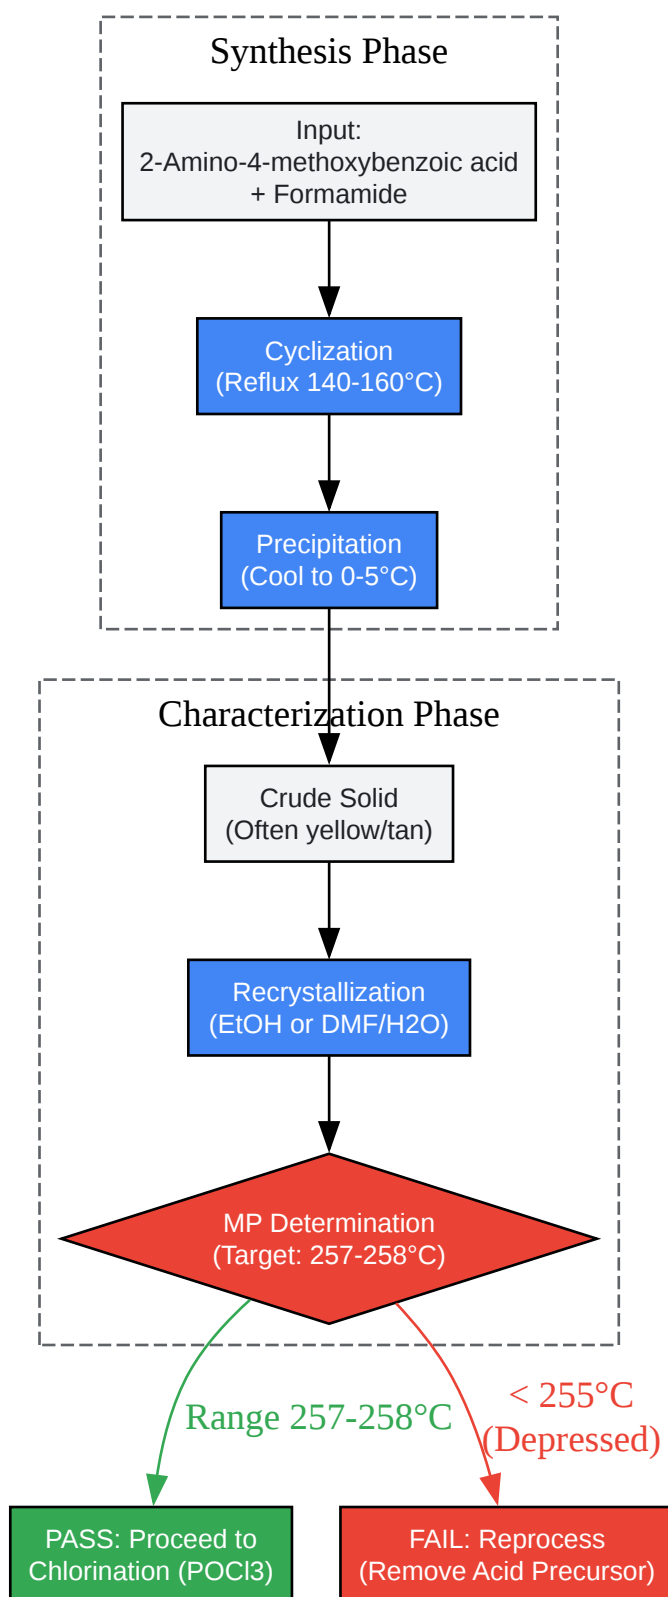 Synthesis Phase
Input:
2-Amino-4-methoxybenzoic acid
+ Formamide
Cyclization
(Reflux 140-160°C)
Precipitation
(Cool to 0-5°C)
Characterization Phase
Crude Solid
(Often yellow/tan)
Recrystallization
(EtOH or DMF/H2O)
MP Determination
(Target: 257-258°C)
Range 257-258°C
< 255°C
(Depressed)
PASS: Proceed to
Chlorination (POCl3)
FAIL: Reprocess
(Remove Acid Precursor)